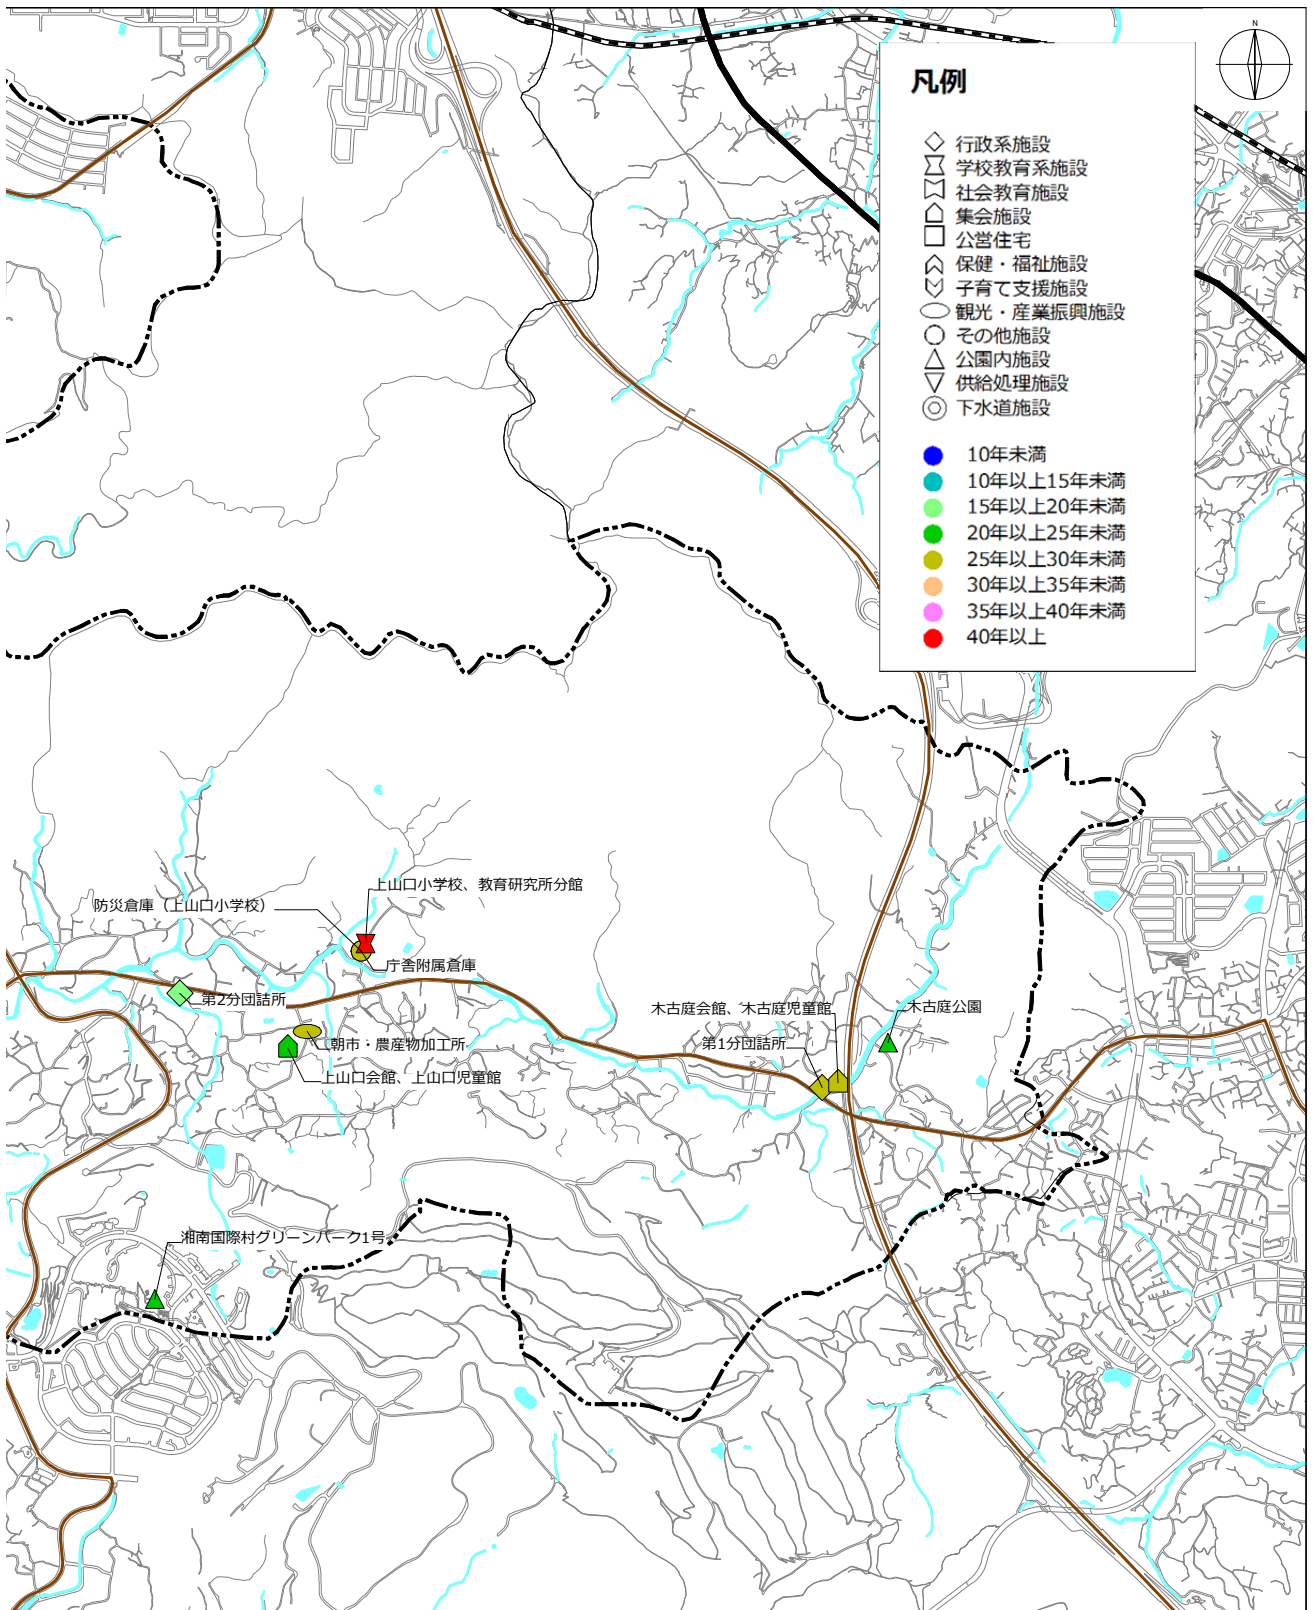 N
凡例
行政系施設
学校教育系施設
社会教育施設
集会施設
公営住宅
保健・福祉施設
子育て支援施設
観光・産業振興施設
その他施設
公園内施設
供給処理施設
下水道施設
10年未満
10年以上15年未満
15年以上20年未満
20年以上25年未満
25年以上30年未満
30年以上35年未満
35年以上40年未満
40年以上
上山口小学校、教育研究所分館
防災倉庫（上山口小学校）
庁舎附属倉庫
第2分団詰所
朝市・農産物加工所
上山口会館、上山口児童館
木古庭会館、木古庭児童館
木古庭公園
第1分団詰所
湘南国際村グリーンパーク1号